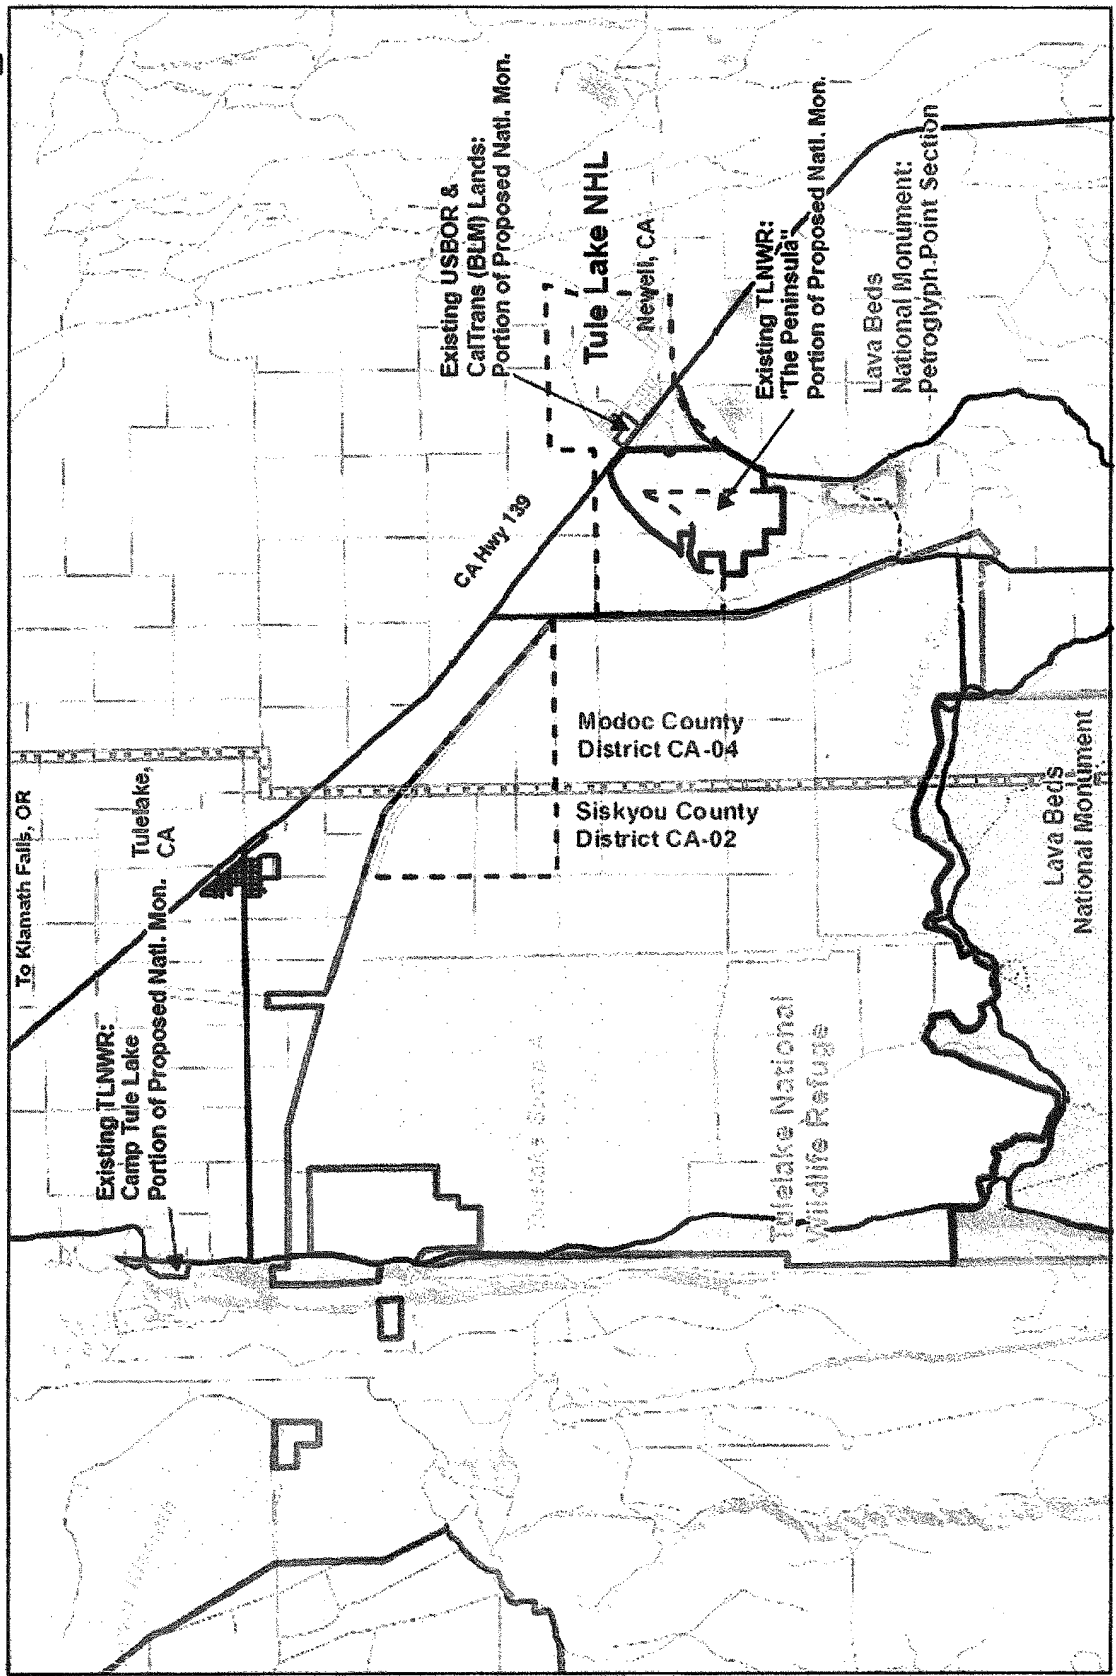 To Klamath Falls, OR
Existing TLNWR:
Camp Tule Lake
Portion of Proposed Natl. Mon.
Tulelake,
CA
Existing USBOR &
CalTrans (BLM) Lands:
Portion of Proposed Natl. Mon.
Tule Lake NHL
Newell, CA
Existing TLNWR:
"The Peninsula"
Portion of Proposed Natl. Mon.
Lava Beds
National Monument:
Petroglyph Point Section
CA Hwy 139
Modoc County
District CA-04
Siskyou County
District CA-02
Tulelake National
Wildlife Refuge
Lava Beds
National Monument